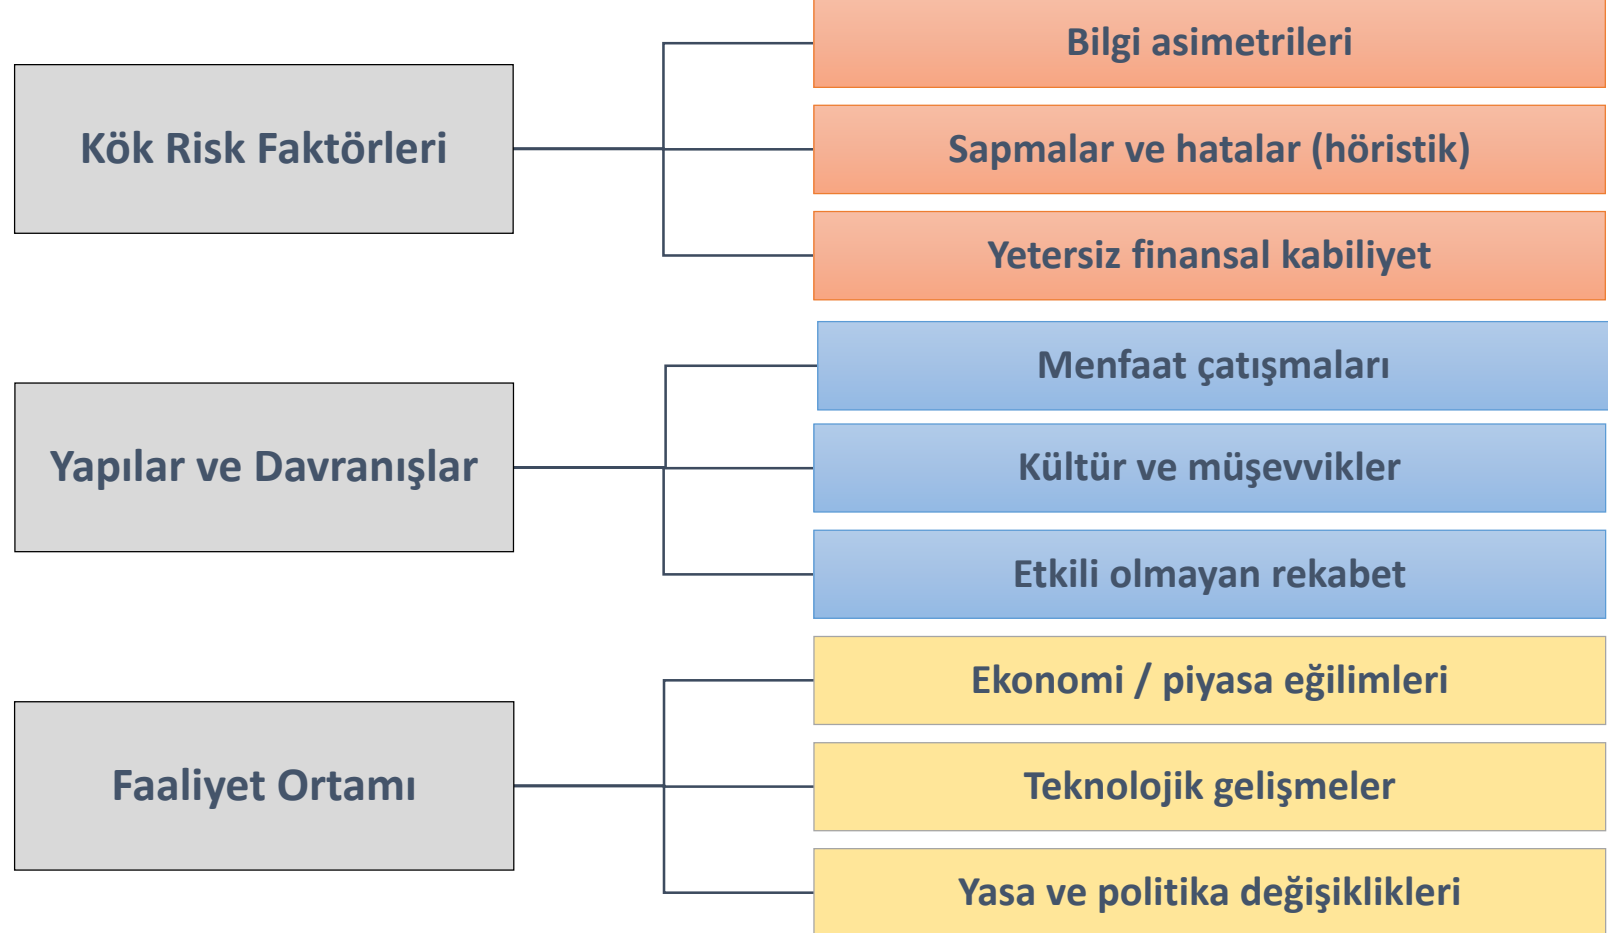 Kök Risk Faktörleri
Bilgi asimetrileri
Sapmalar ve hatalar (höristik)
Yetersiz finansal kabiliyet
Yapılar ve Davranışlar
Menfaat çatışmaları
Kültür ve müşevvikler
Etkili olmayan rekabet
Faaliyet Ortamı
Ekonomi / piyasa eğilimleri
Teknolojik gelişmeler
Yasa ve politika değişiklikleri